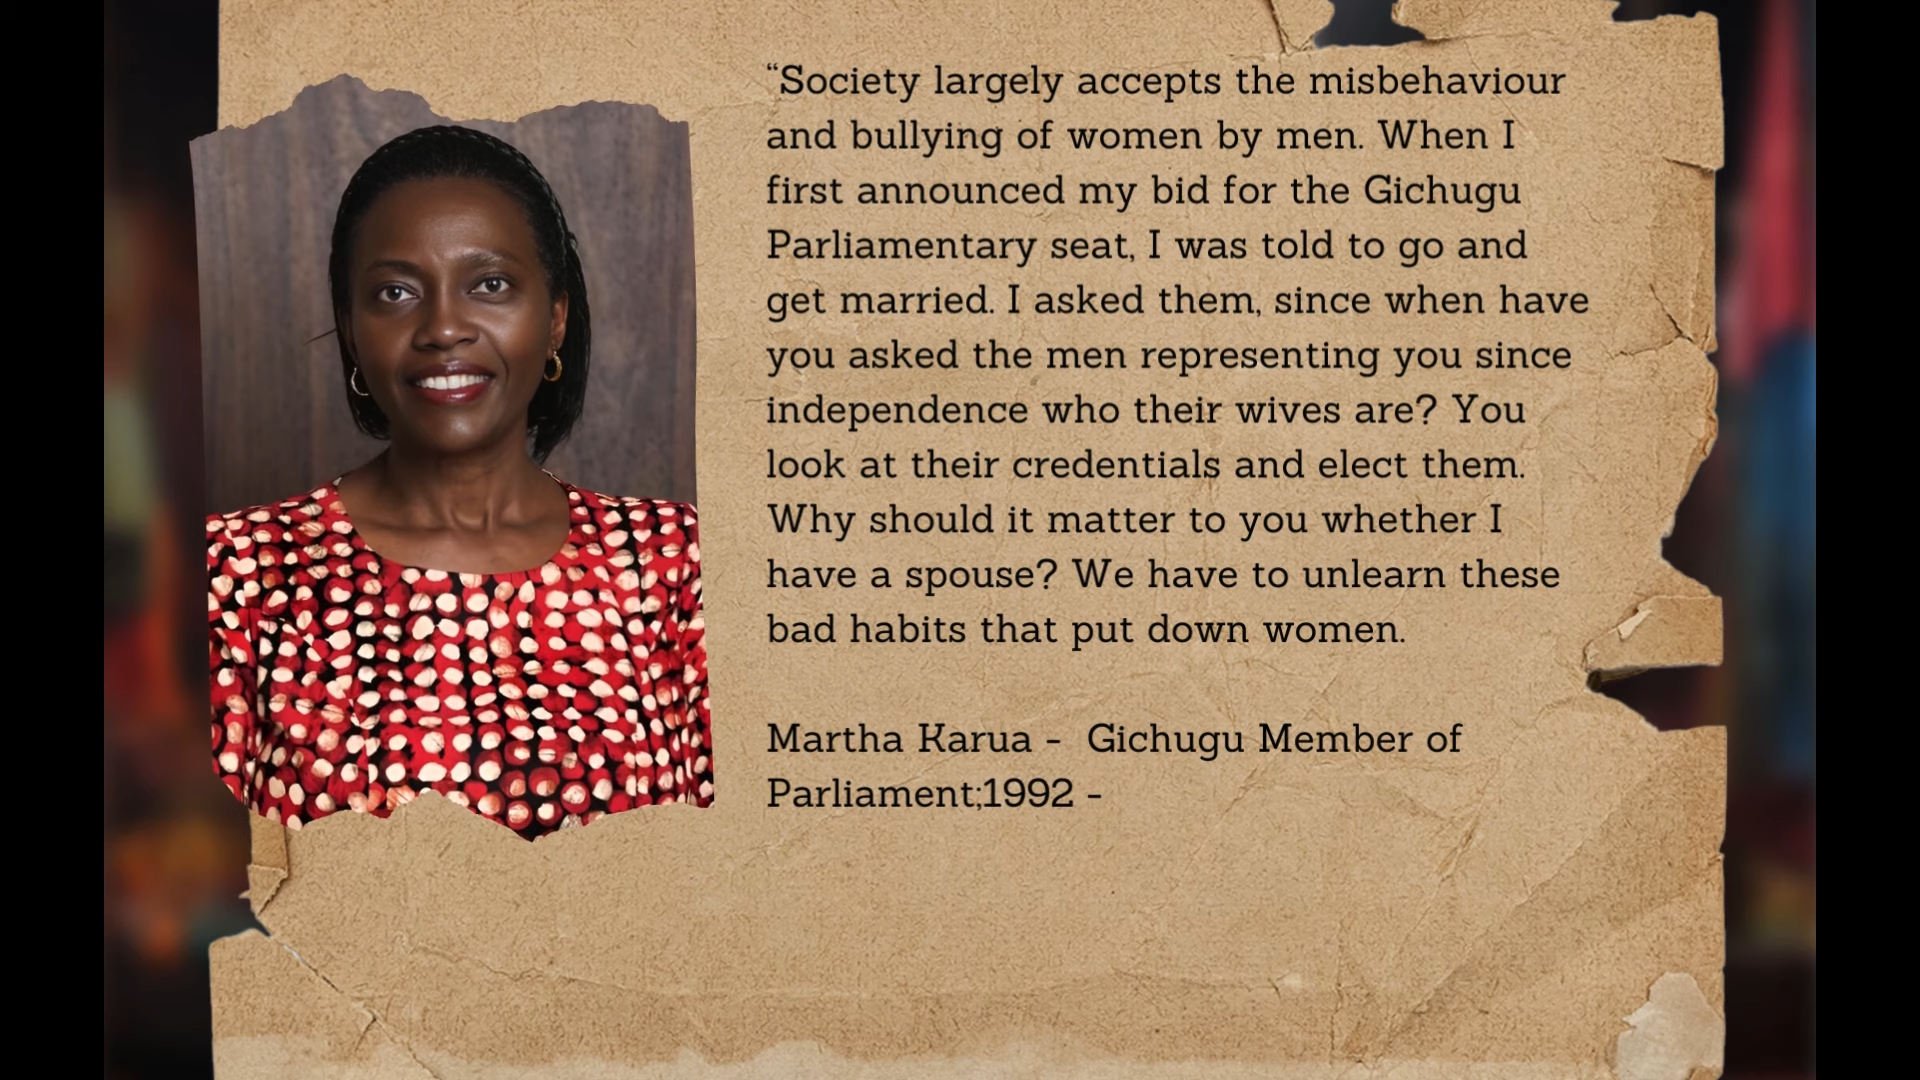 “Society largely accepts the misbehaviour
and bullying of women by men. When I
first announced my bid for the Gichugu
Parliamentary seat, I was told to go and
get married. I asked them, since when have
you asked the men representing you since
independence who their wives are? You
look at their credentials and elect them.
Why should it matter to you whether I
have a spouse? We have to unlearn these
bad habits that put down women.
Martha Karua -  Gichugu Member of
Parliament;1992 -